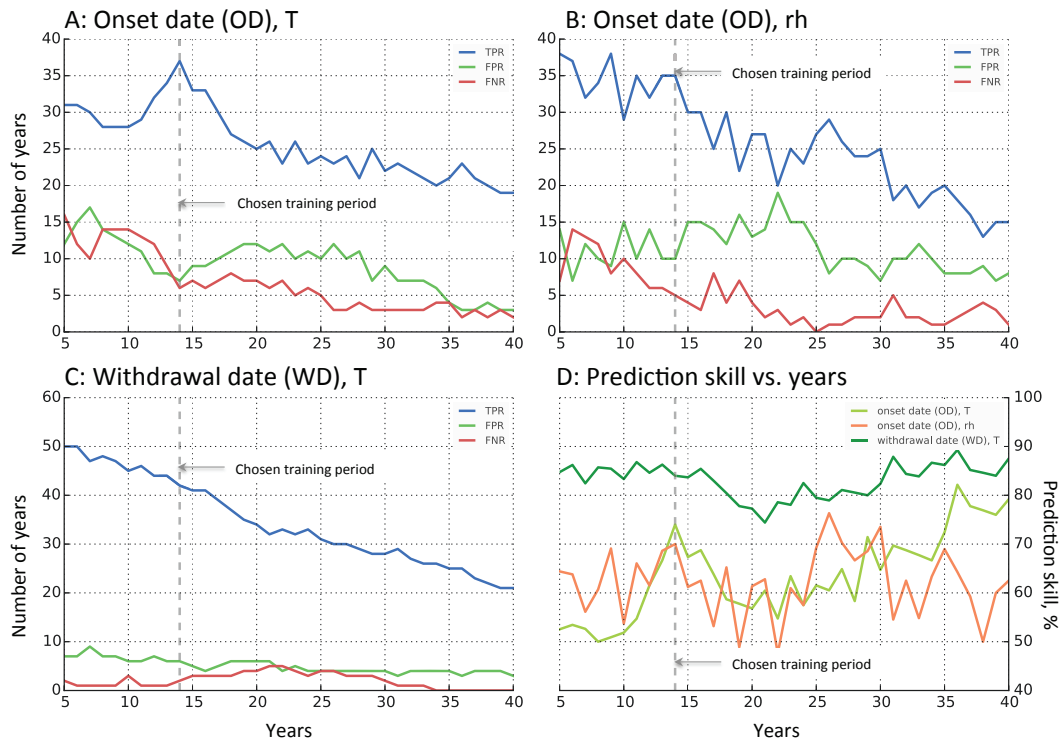 A: Onset date (OD), T
40
35
30
25
20
15
10
5
0
Number of years
TPR
FPR
FNR
Chosen training period
5 10 15 20 25 30 35 40
B: Onset date (OD), rh
40
35
30
25
20
15
10
5
0
TPR
FPR
FNR
Chosen training period
5 10 15 20 25 30 35 40
C: Withdrawal date (WD), T
60
50
40
30
20
10
0
Number of years
TPR
FPR
FNR
Chosen training period
5 10 15 20 25 30 35 40
Years
D: Prediction skill vs. years
100
90
80
70
60
50
40
Prediction skill, %
onset date (OD), T
onset date (OD), rh
withdrawal date (WD), T
Chosen training period
5 10 15 20 25 30 35 40
Years